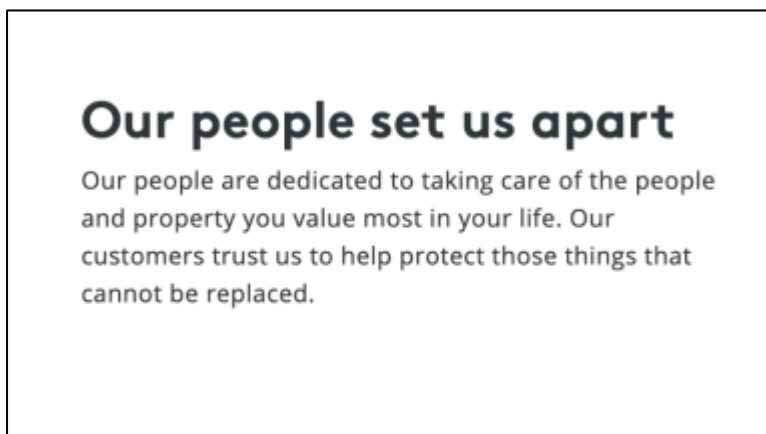 Our people set us apart
Our people are dedicated to taking care of the people
and property you value most in your life. Our
customers trust us to help protect those things that
cannot be replaced.